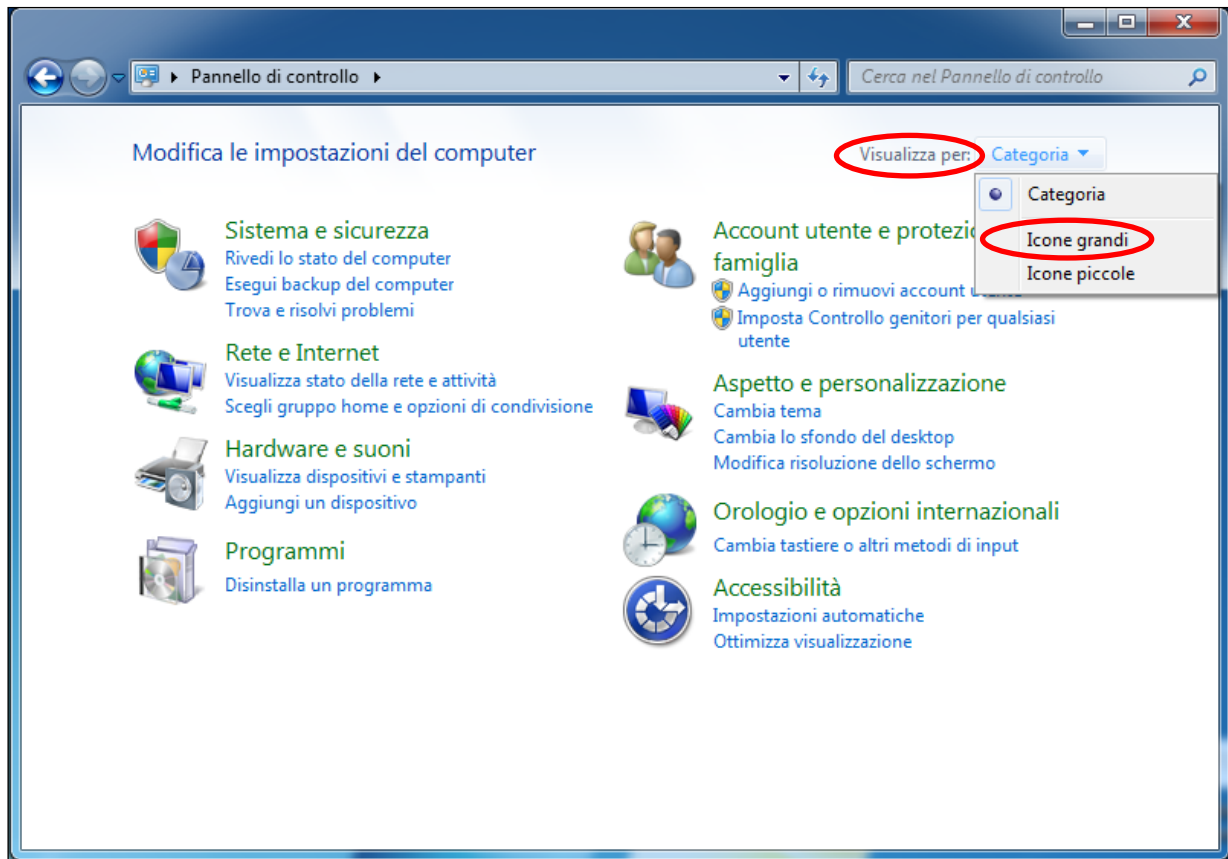 Pannello di controllo
Cerca nel Pannello di controllo
Modifica le impostazioni del computer
Visualizza per:
Categoria
Categoria
Icone grandi
Icone piccole
Sistema e sicurezza
Rivedi lo stato del computer
Esegui backup del computer
Trova e risolvi problemi
Rete e Internet
Visualizza stato della rete e attività
Scegli gruppo home e opzioni di condivisione
Hardware e suoni
Visualizza dispositivi e stampanti
Aggiungi un dispositivo
Programmi
Disinstalla un programma
Account utente e
famiglia
Aggiungi o rimuovi account
Imposta Controllo genitori per qualsiasi
utente
Aspetto e personalizzazione
Cambia tema
Cambia lo sfondo del desktop
Modifica risoluzione dello schermo
Orologio e opzioni internazionali
Cambia tastiere o altri metodi di input
Accessibilità
Impostazioni automatiche
Ottimizza visualizzazione